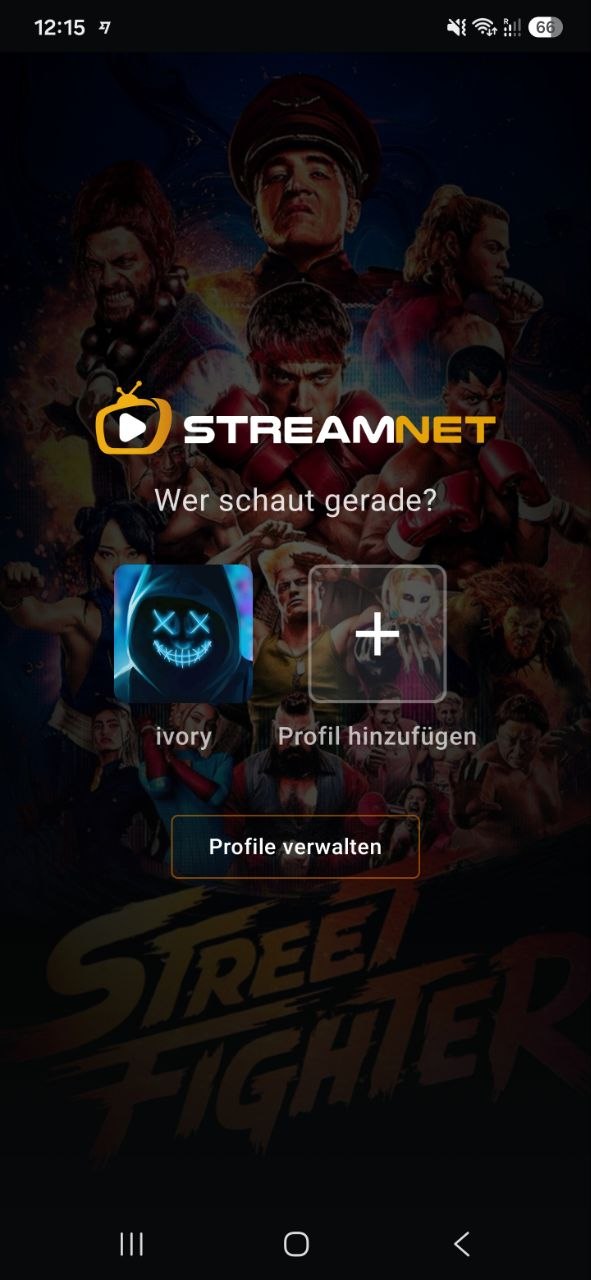 12:15
66
STREAMNET
Wer schaut gerade?
ivory
Profil hinzufügen
Profile verwalten
STREET
FIGHTER